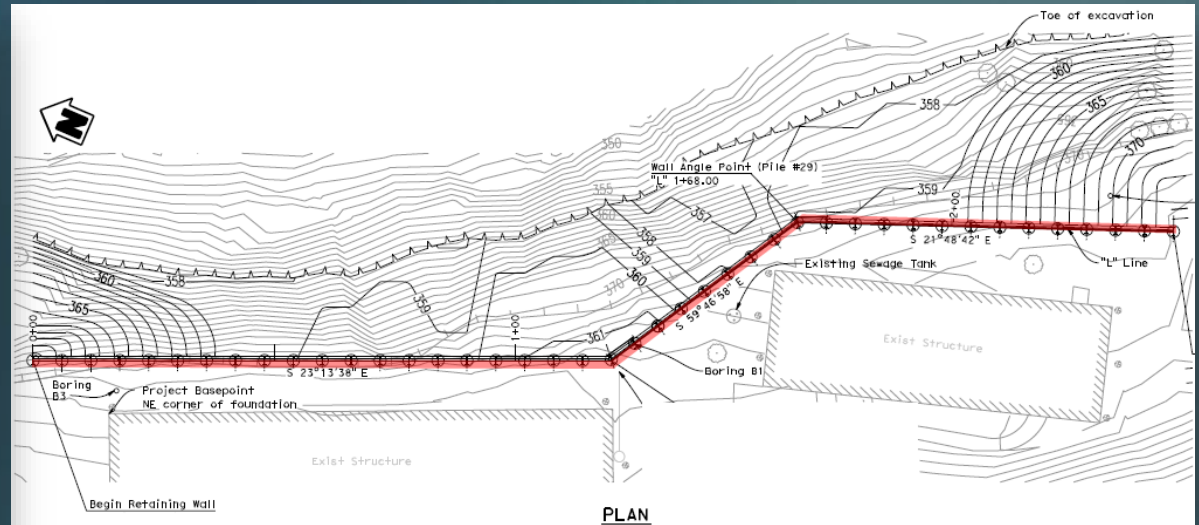 Toe of excavation
N
360
358
365
350
370
Wall Angle Point (Pile #29)
"L" 1+68.00
359
2+00
355
357
360
358
S 21°48'42" E
"L" Line
359
Existing Sewage Tank
360
370
S 59°46'58" E
360
358
365
359
0+00
1+00
361
Exist Structure
S 23°13'38" E
Boring B1
Boring
B3
Project Basepoint
NE corner of foundation
Exist Structure
Begin Retaining Wall
PLAN